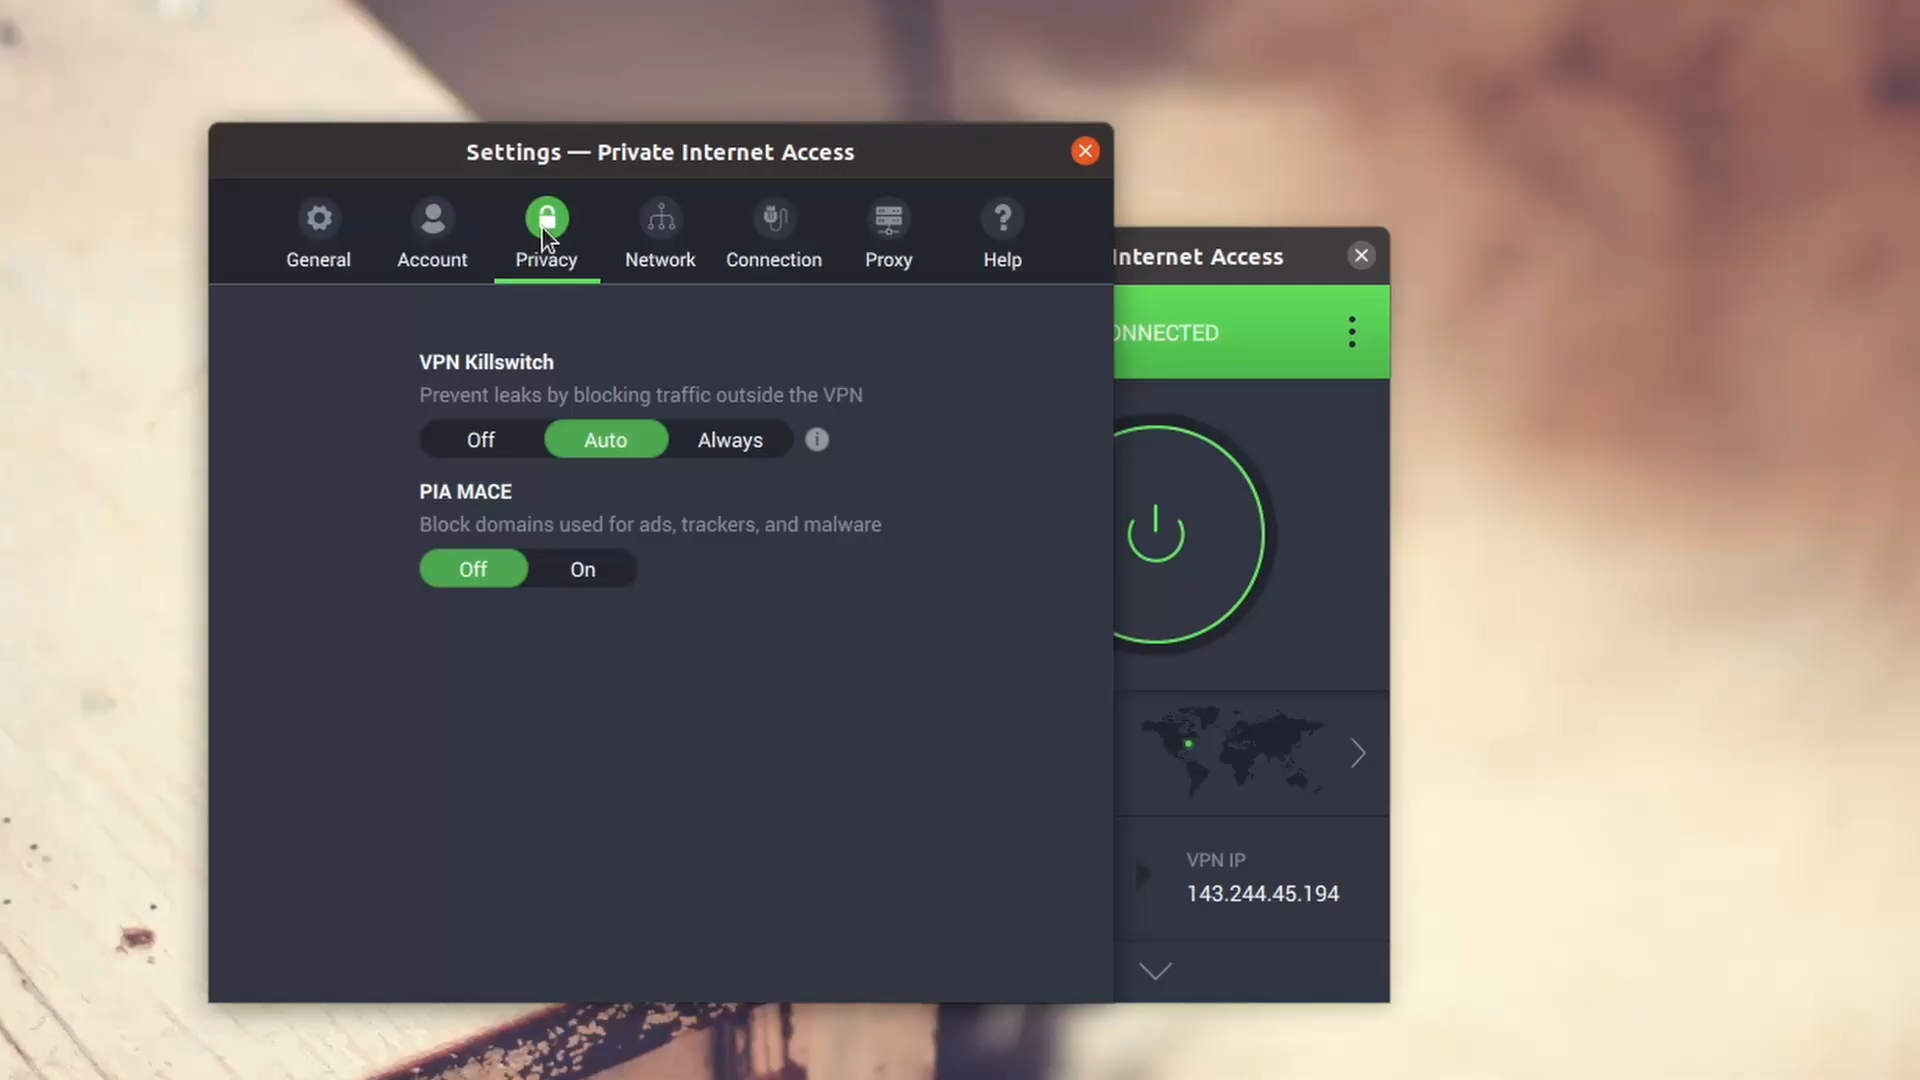 Settings — Private Internet Access
General Account Privacy Network Connection Proxy Help
VPN Killswitch
Prevent leaks by blocking traffic outside the VPN
Off Auto Always
PIA MACE
Block domains used for ads, trackers, and malware
Off On
Internet Access
ONNECTED
VPN IP
143.244.45.194